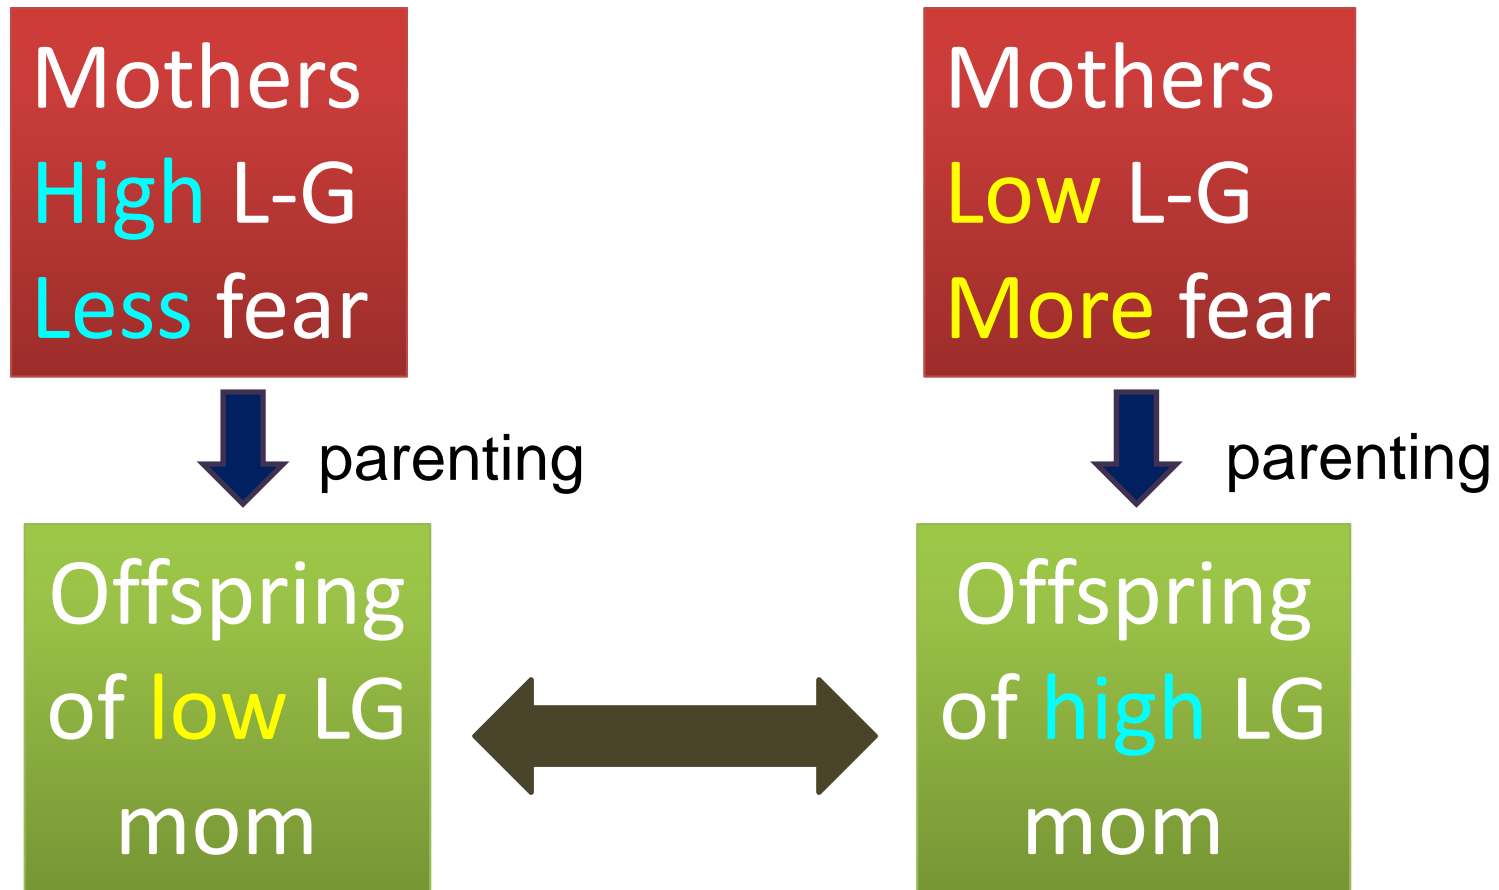 Mothers
High L-G
Less fear
Mothers
Low L-G
More fear
parenting
parenting
Offspring
of low LG
mom
Offspring
of high LG
mom